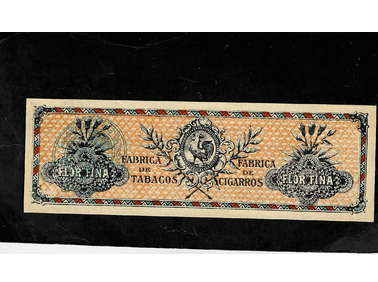 FLOR FINA
FABRICA
DE
TABACOS
FABRICA
DE
CIGARROS
FLOR FINA